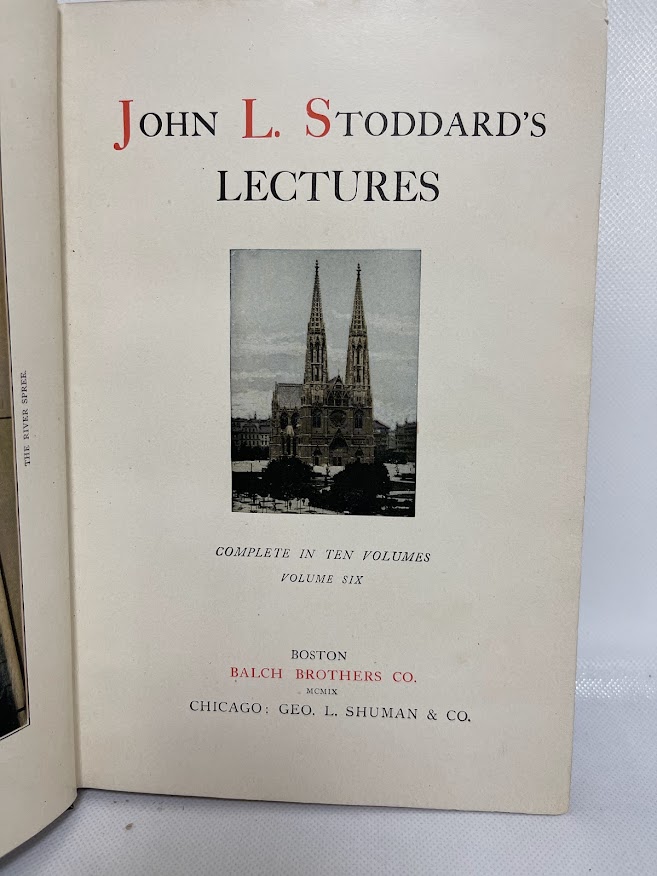 THE RIVER SPREE.
JOHN L. STODDARD'S
LECTURES
COMPLETE IN TEN VOLUMES
VOLUME SIX
BOSTON
BALCH BROTHERS CO.
MCMIX
CHICAGO: GEO. L. SHUMAN & CO.